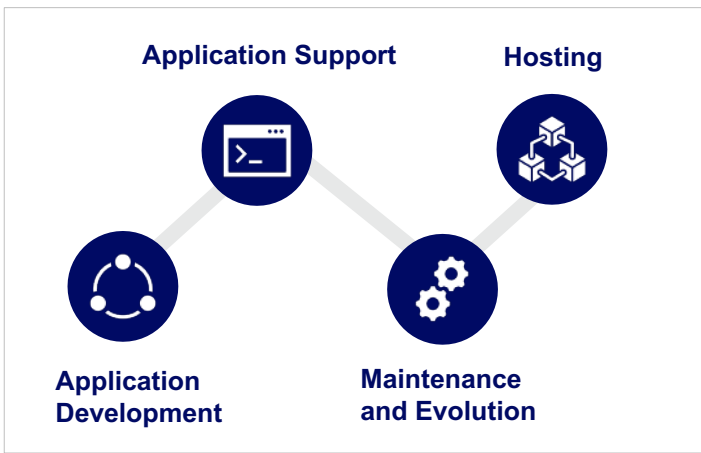 Application Support
Hosting
Application
Development
Maintenance
and Evolution